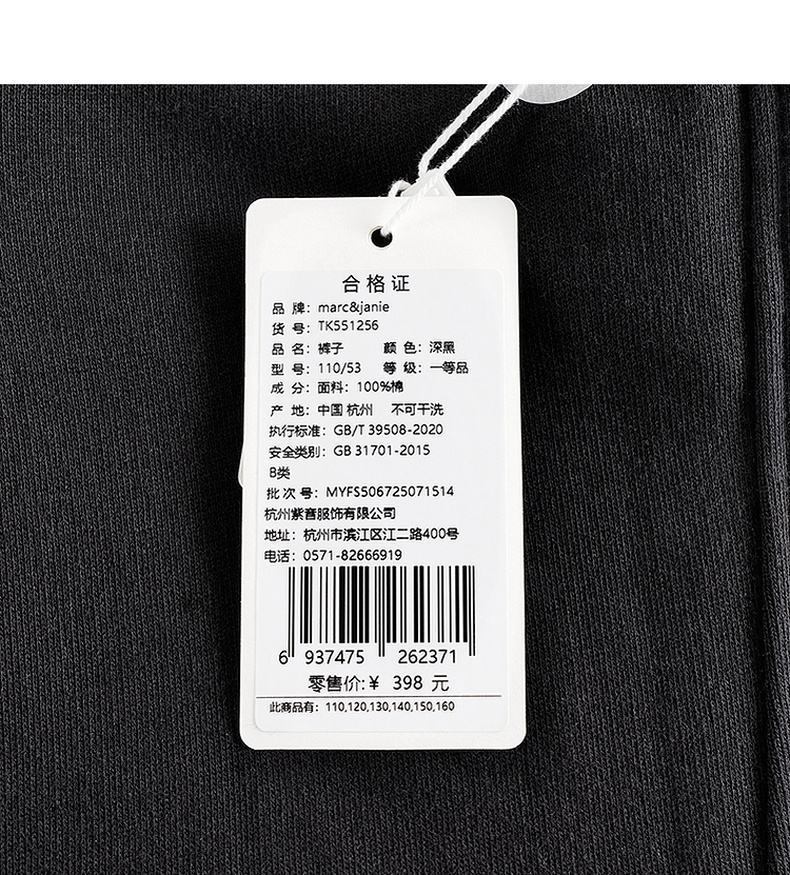 合格证
品 牌：marc&janie
货 号：TK551256
品 名：裤子 颜 色：深黑
型 号：110/53 等 级：一等品
成 分：面料：100%棉
产 地：中国 杭州 不可干洗
执行标准：GB/T 39508-2020
安全类别：GB 31701-2015
B类
批 次 号：MYFS506725071514
杭州紫喜服饰有限公司
地址：杭州市滨江区江二路400号
电话：0571-82666919
6 937475 262371
零售价:¥ 398 元
此商品有：110,120,130,140,150,160